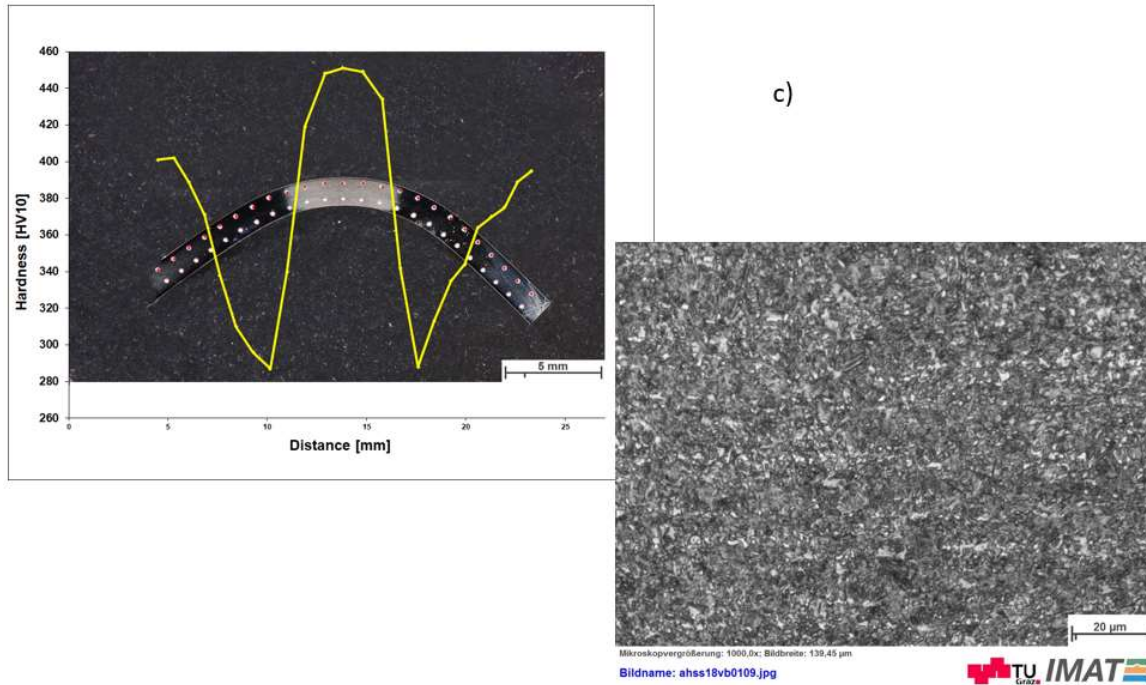 460
440
420
400
380
360
340
320
300
280
260
Hardness [HV10]
5 mm
0 5 10 15 20 25
Distance [mm]
c)
20 µm
Mikroskopvergrößerung: 1000,0x; Bildbreite: 139,45 µm
Bildname: ahss18vb0109.jpg
TU
Graz
IMAT